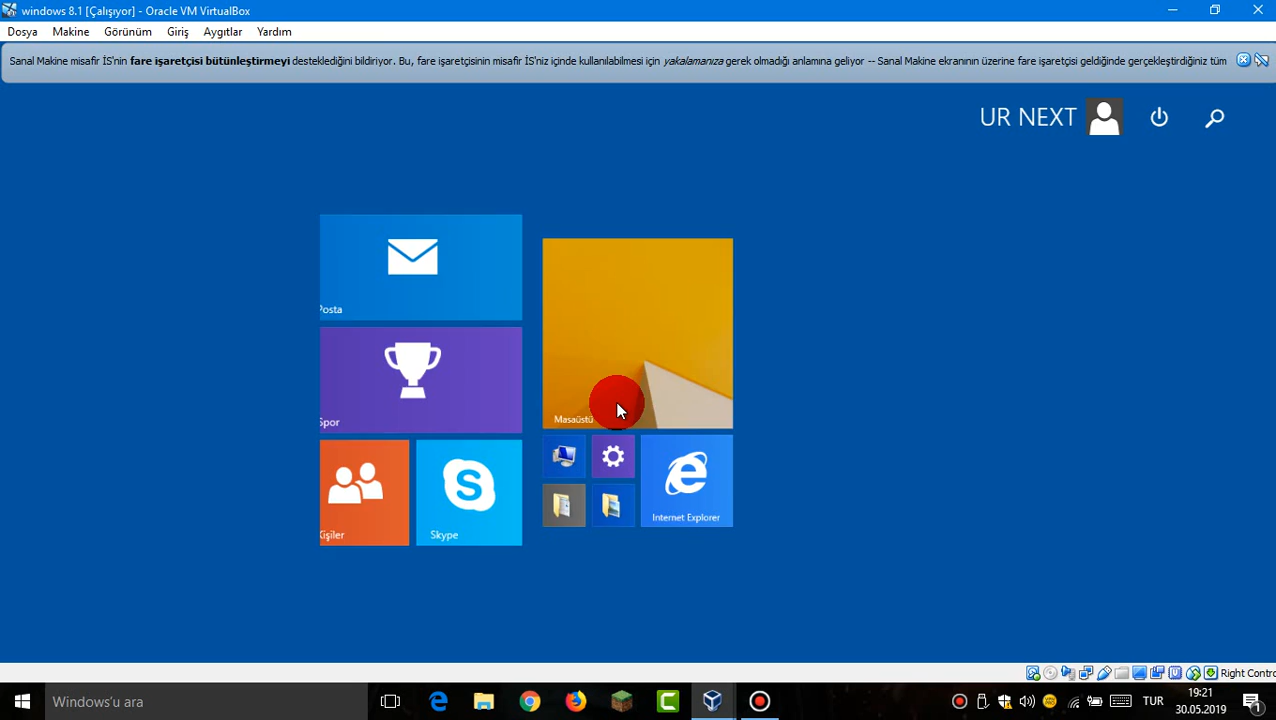 windows 8.1 [Çalışıyor] - Oracle VM VirtualBox
Dosya Makine Görünüm Giriş Aygıtlar Yardım
Sanal Makine misafir İS'nin fare işaretçisi bütünleştirmeyi desteklediğini bildiriyor. Bu, fare işaretçisinin misafir İS'niz içinde kullanılabilmesi için yakalamanıza gerek olmadığı anlamına geliyor -- Sanal Makine ekranının üzerine fare işaretçisi geldiğinde gerçekleştirdiğiniz tüm
UR NEXT
Posta
Spor
Kişiler
Skype
Masaüstü
Internet Explorer
Right Contro
Windows'u ara
TUR
19:21
30.05.2019
1